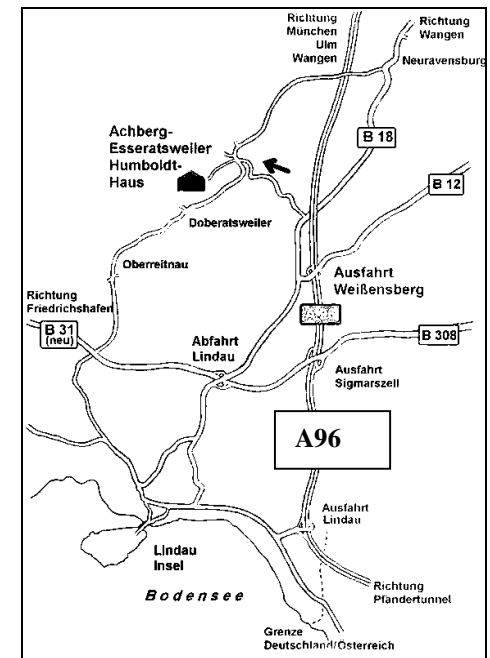 Richtung
München
Ulm
Wangen
Richtung
Wangen
Neuravensburg
B 18
Achberg-
Esseratsweiler
Humboldt-
Haus
B 12
Doberatsweiler
Oberreitnau
Ausfahrt
Weißensberg
Richtung
Friedrichshafen
B 31
(neu)
Abfahrt
Lindau
B 308
Ausfahrt
Sigmarszell
A96
Ausfahrt
Lindau
Lindau
Insel
Bodensee
Richtung
Pfandertunnel
Grenze
Deutschland/Österreich